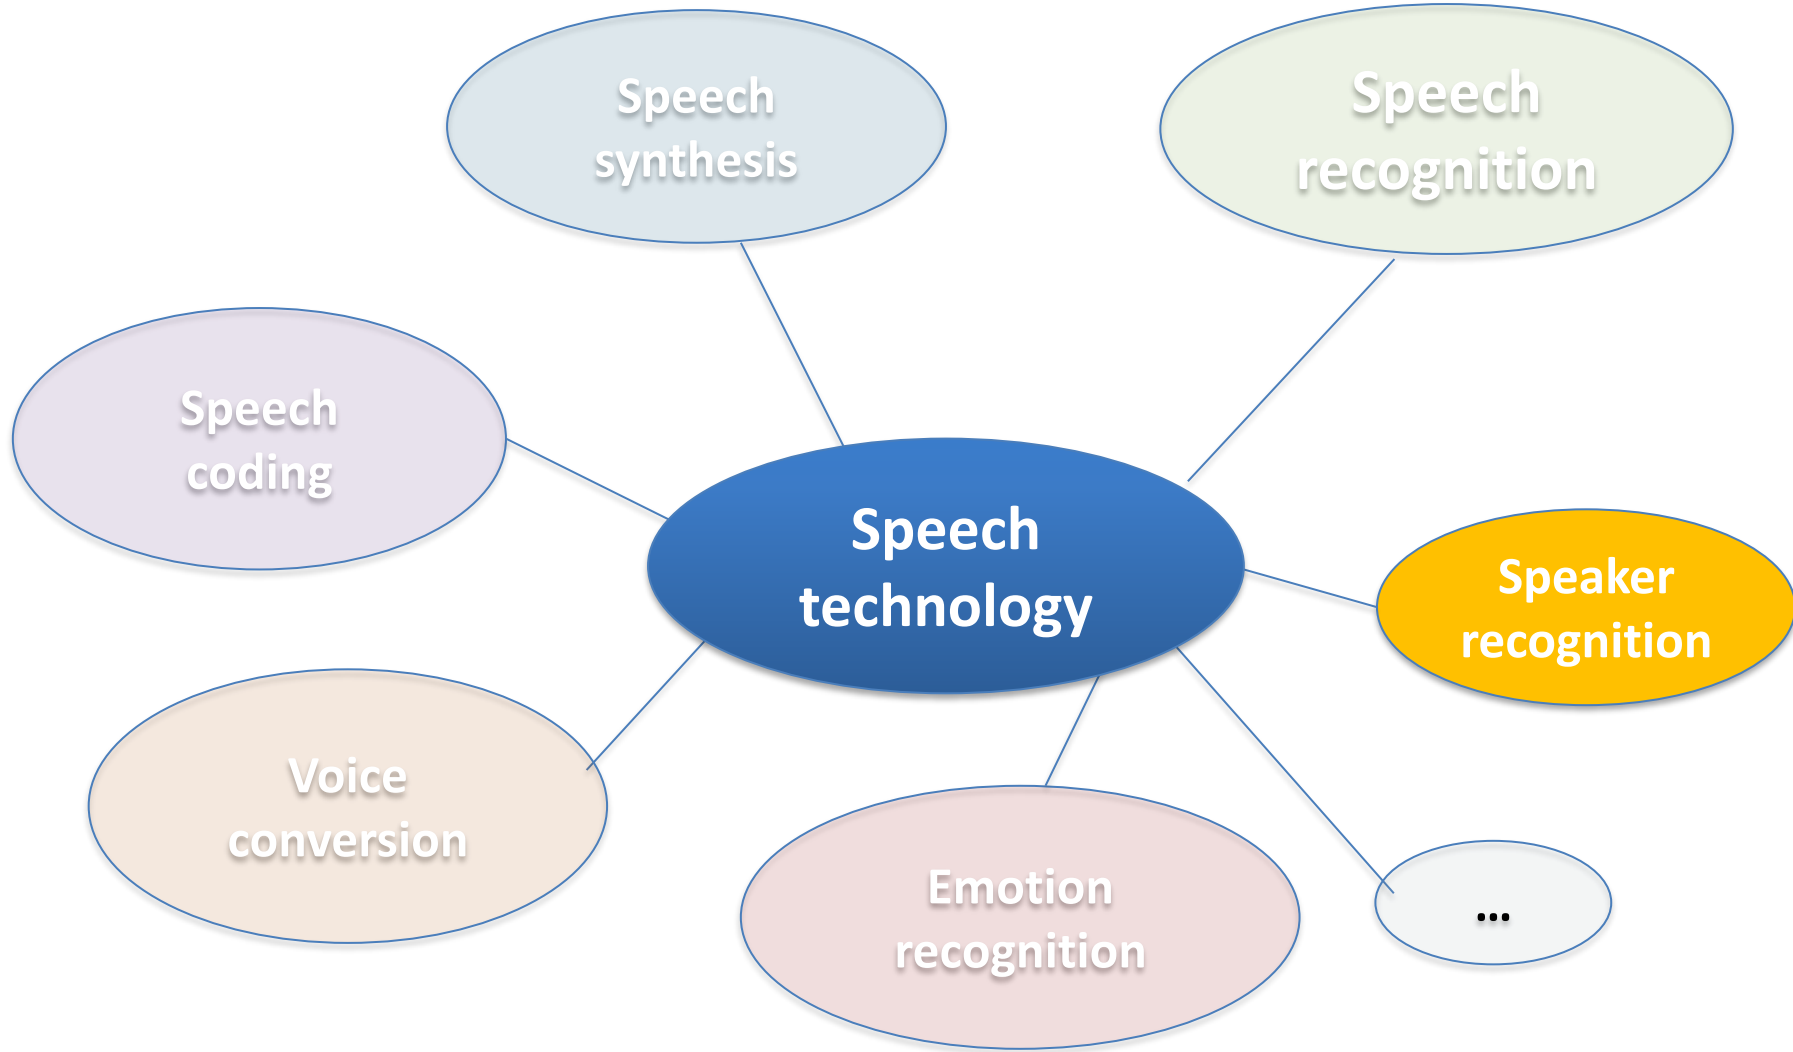 Speech
synthesis
Speech
recognition
Speech
coding
Speech
technology
Speaker
recognition
Voice
conversion
Emotion
recognition
...